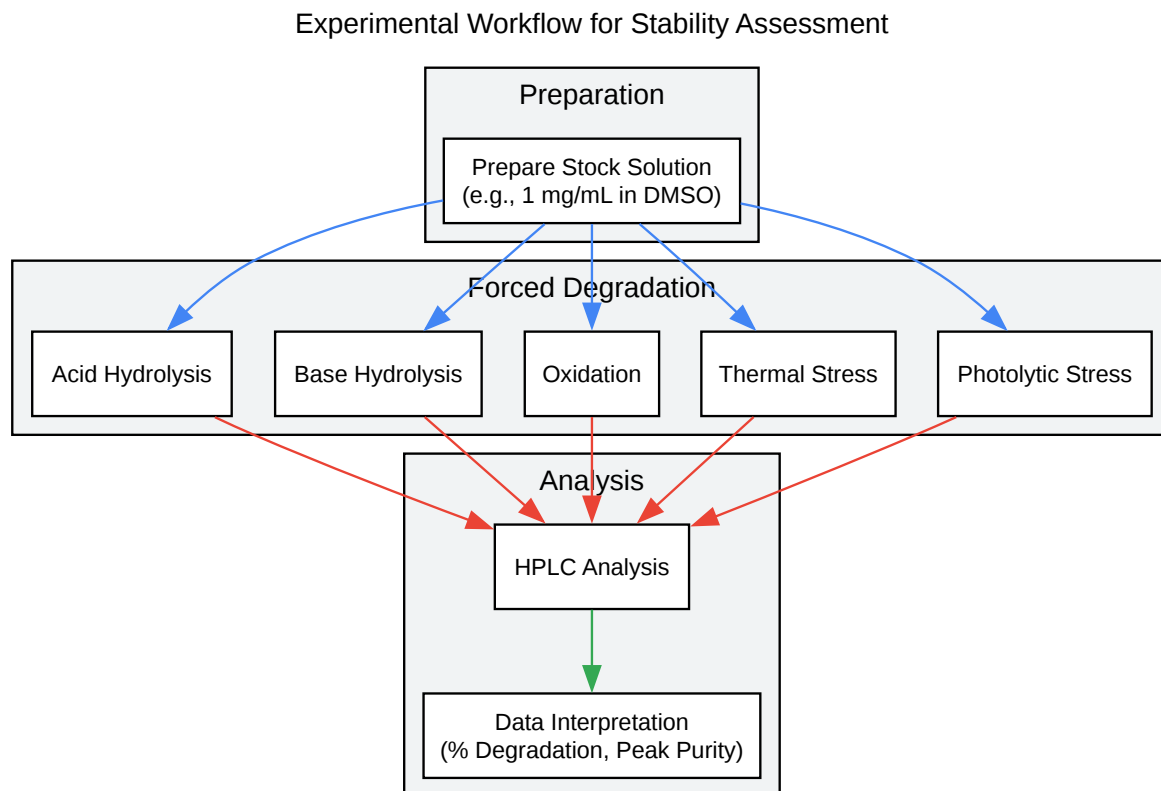 Experimental Workflow for Stability Assessment
Preparation
Prepare Stock Solution
(e.g., 1 mg/mL in DMSO)
Forced Degradation
Acid Hydrolysis
Base Hydrolysis
Oxidation
Thermal Stress
Photolytic Stress
Analysis
HPLC Analysis
Data Interpretation
(% Degradation, Peak Purity)